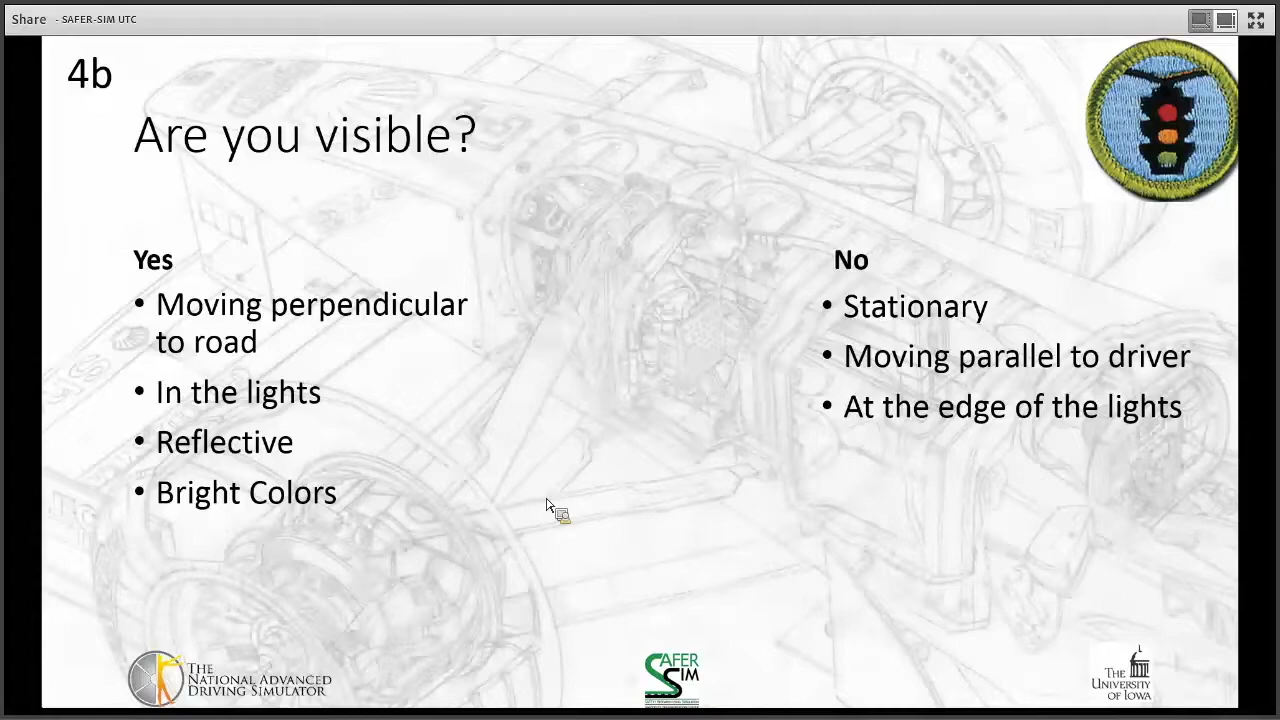 Share - SAFER-SIM UTC
4b
Are you visible?
Yes
• Moving perpendicular
to road
• In the lights
• Reflective
• Bright Colors
No
• Stationary
• Moving parallel to driver
• At the edge of the lights
THE
NATIONAL ADVANCED
DRIVING SIMULATOR
SAFER
SIM
THE
UNIVERSITY
OF IOWA